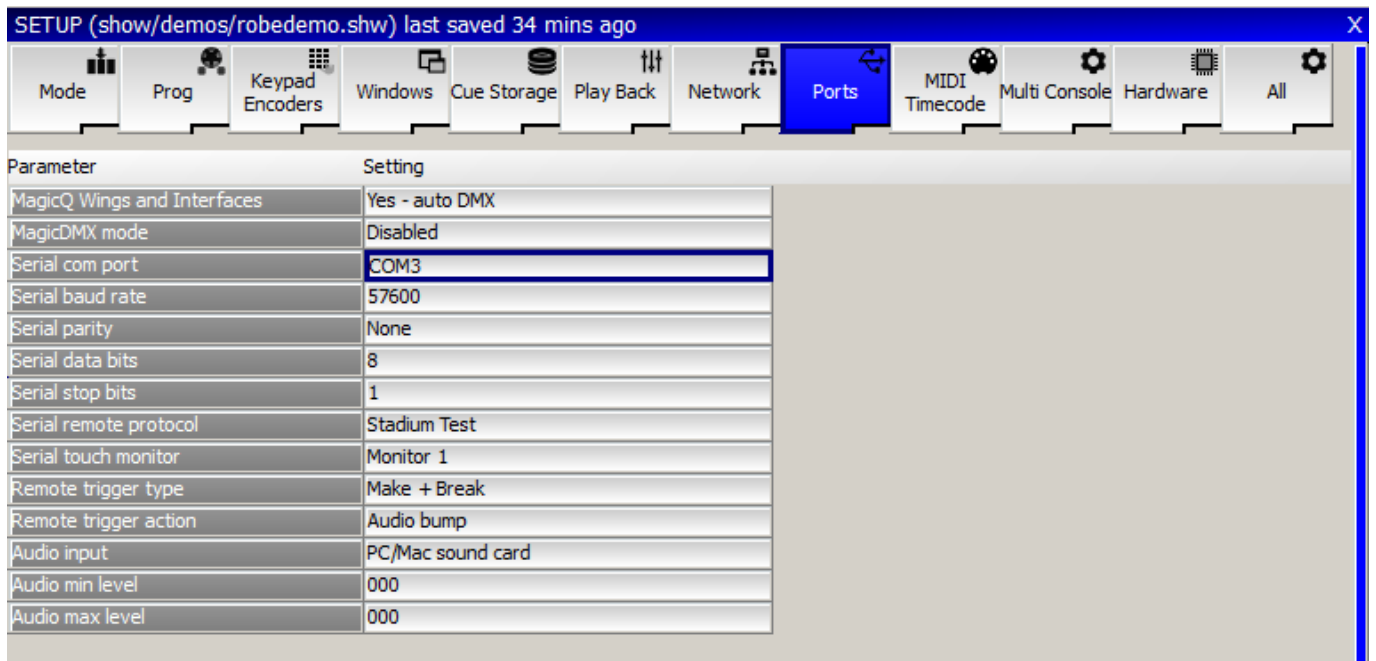 SETUP (show/demos/robedemo.shw) last saved 34 mins ago X
Mode Prog Keypad Encoders Windows Cue Storage Play Back Network Ports MIDI Timecode Multi Console Hardware All
Parameter Setting
MagicQ Wings and Interfaces Yes - auto DMX
MagicDMX mode Disabled
Serial com port COM3
Serial baud rate 57600
Serial parity None
Serial data bits 8
Serial stop bits 1
Serial remote protocol Stadium Test
Serial touch monitor Monitor 1
Remote trigger type Make + Break
Remote trigger action Audio bump
Audio input PC/Mac sound card
Audio min level 000
Audio max level 000